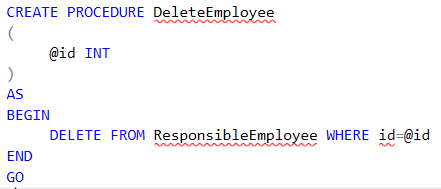 CREATE PROCEDURE DeleteEmployee
(
@id INT
)
AS
BEGIN
DELETE FROM ResponsibleEmployee WHERE id=@id
END
GO